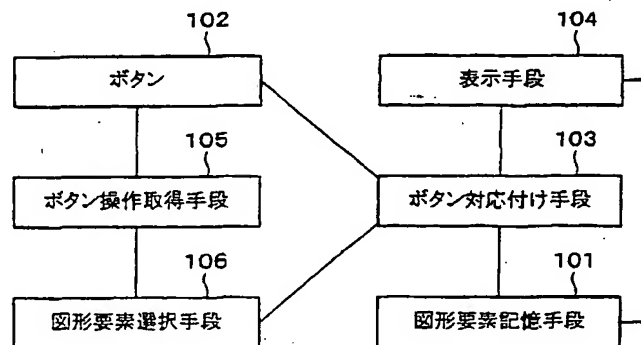 102
104
ボタン
表示手段
105
103
ボタン操作取得手段
ボタン対応付け手段
106
101
図形要素選択手段
図形要素記憶手段